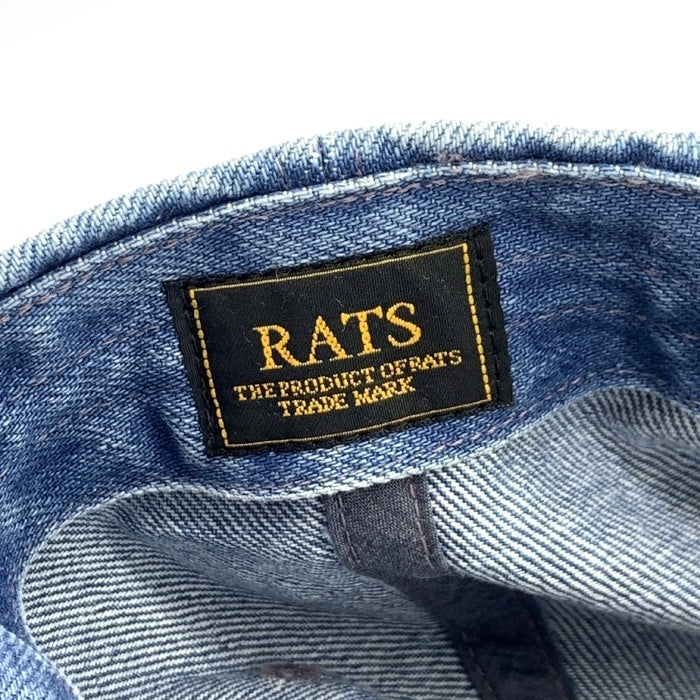 RATS
THE PRODUCT OF RATS
TRADE MARK